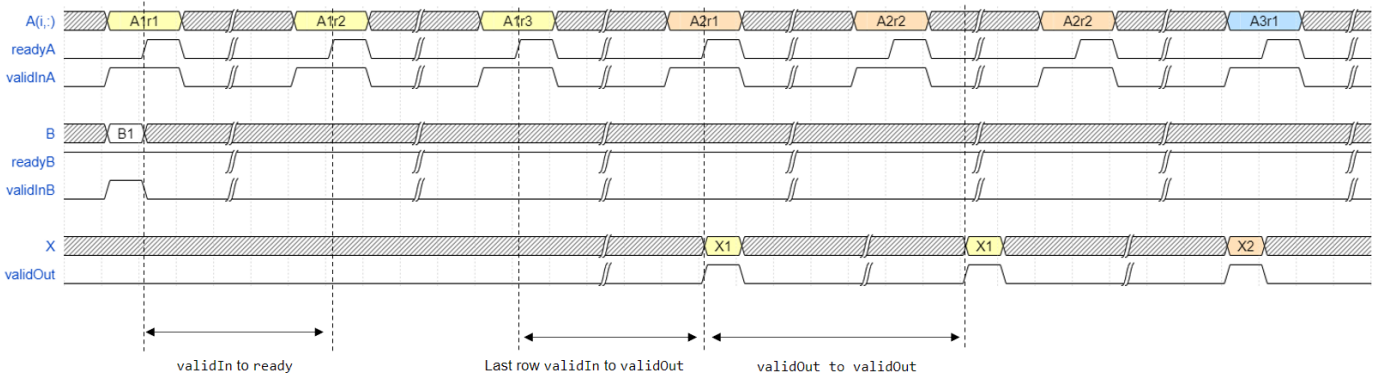 A(i,:) A1r1 A1r2 A1r3 A2r1 A2r2 A2r2 A3r1
readyA
validInA
B B1
readyB
validInB
X X1 X1 X2
validOut
validIn to ready Last row validIn to validOut validOut to validOut